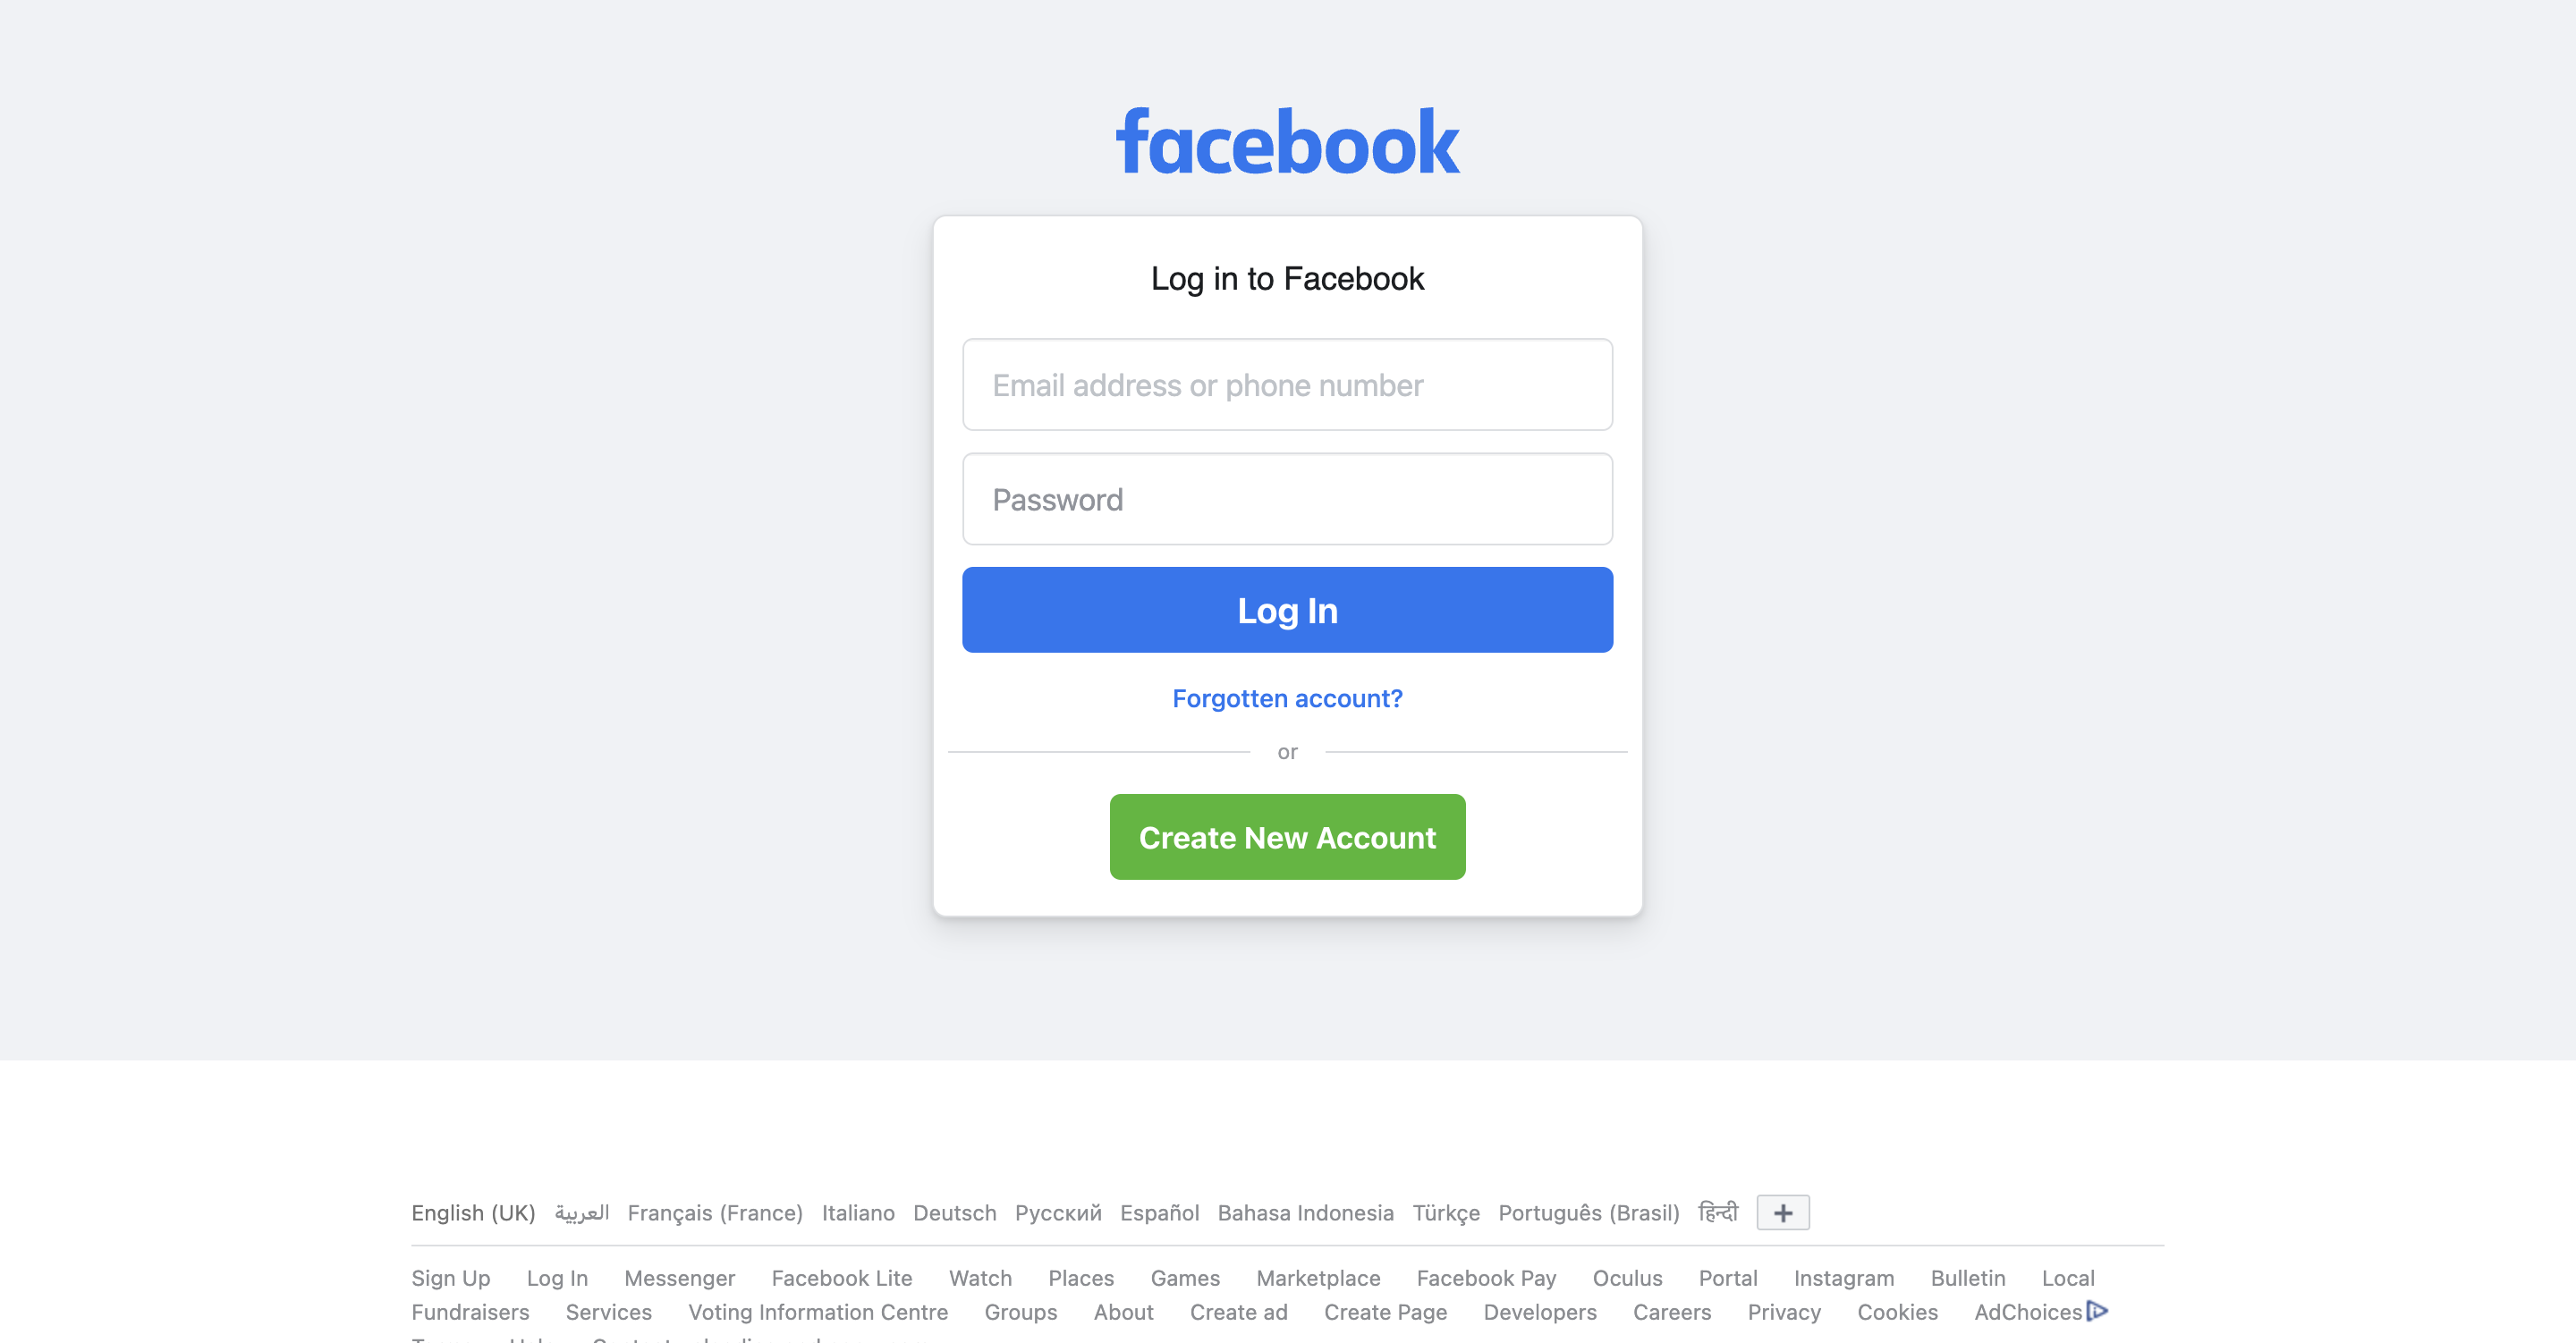 facebook
Log in to Facebook
Email address or phone number
Password
Log In
Forgotten account?
or
Create New Account
English (UK) العربية Français (France) Italiano Deutsch Русский Español Bahasa Indonesia Türkçe Português (Brasil) हिन्दी +
Sign Up Log In Messenger Facebook Lite Watch Places Games Marketplace Facebook Pay Oculus Portal Instagram Bulletin Local
Fundraisers Services Voting Information Centre Groups About Create ad Create Page Developers Careers Privacy Cookies AdChoices